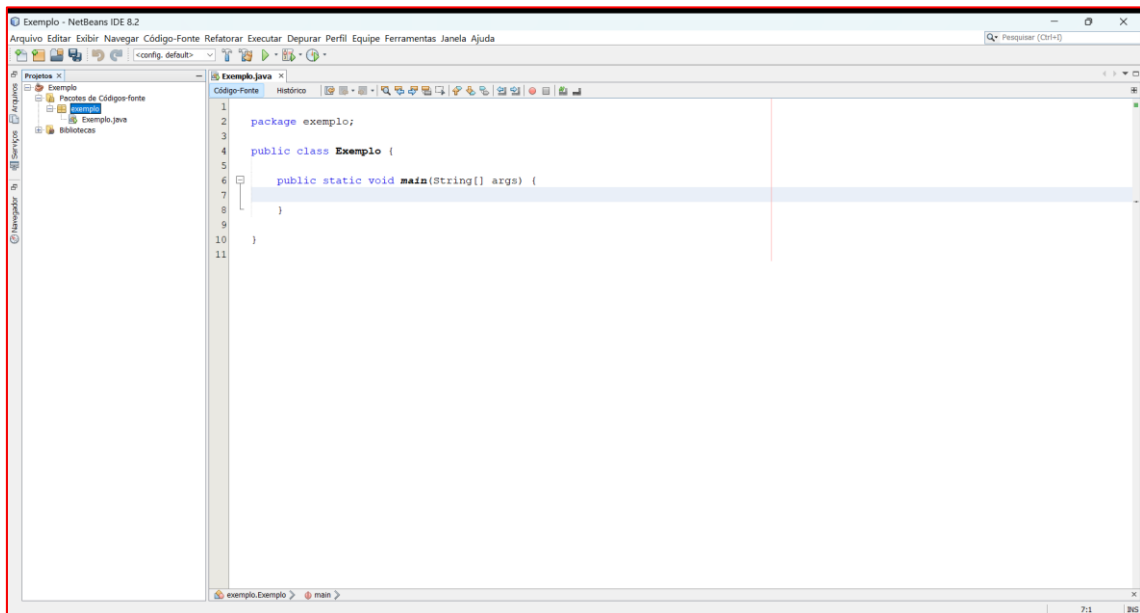 Exemplo - NetBeans IDE 8.2
Arquivo Editar Exibir Navegar Código-Fonte Refatorar Executar Depurar Perfil Equipe Ferramentas Janela Ajuda
Pesquisar (Ctrl+I)
<config. default>
Projetos
Exemplo
Pacotes de Códigos-fonte
exemplo
Exemplo.java
Bibliotecas
Arquivos
Serviços
Navegador
Exemplo.java
Código-Fonte Histórico
1
2 package exemplo;
3
4 public class Exemplo {
5
6 public static void main(String[] args) {
7
8 }
9
10 }
11
exemplo.Exemplo main
7:1 INS